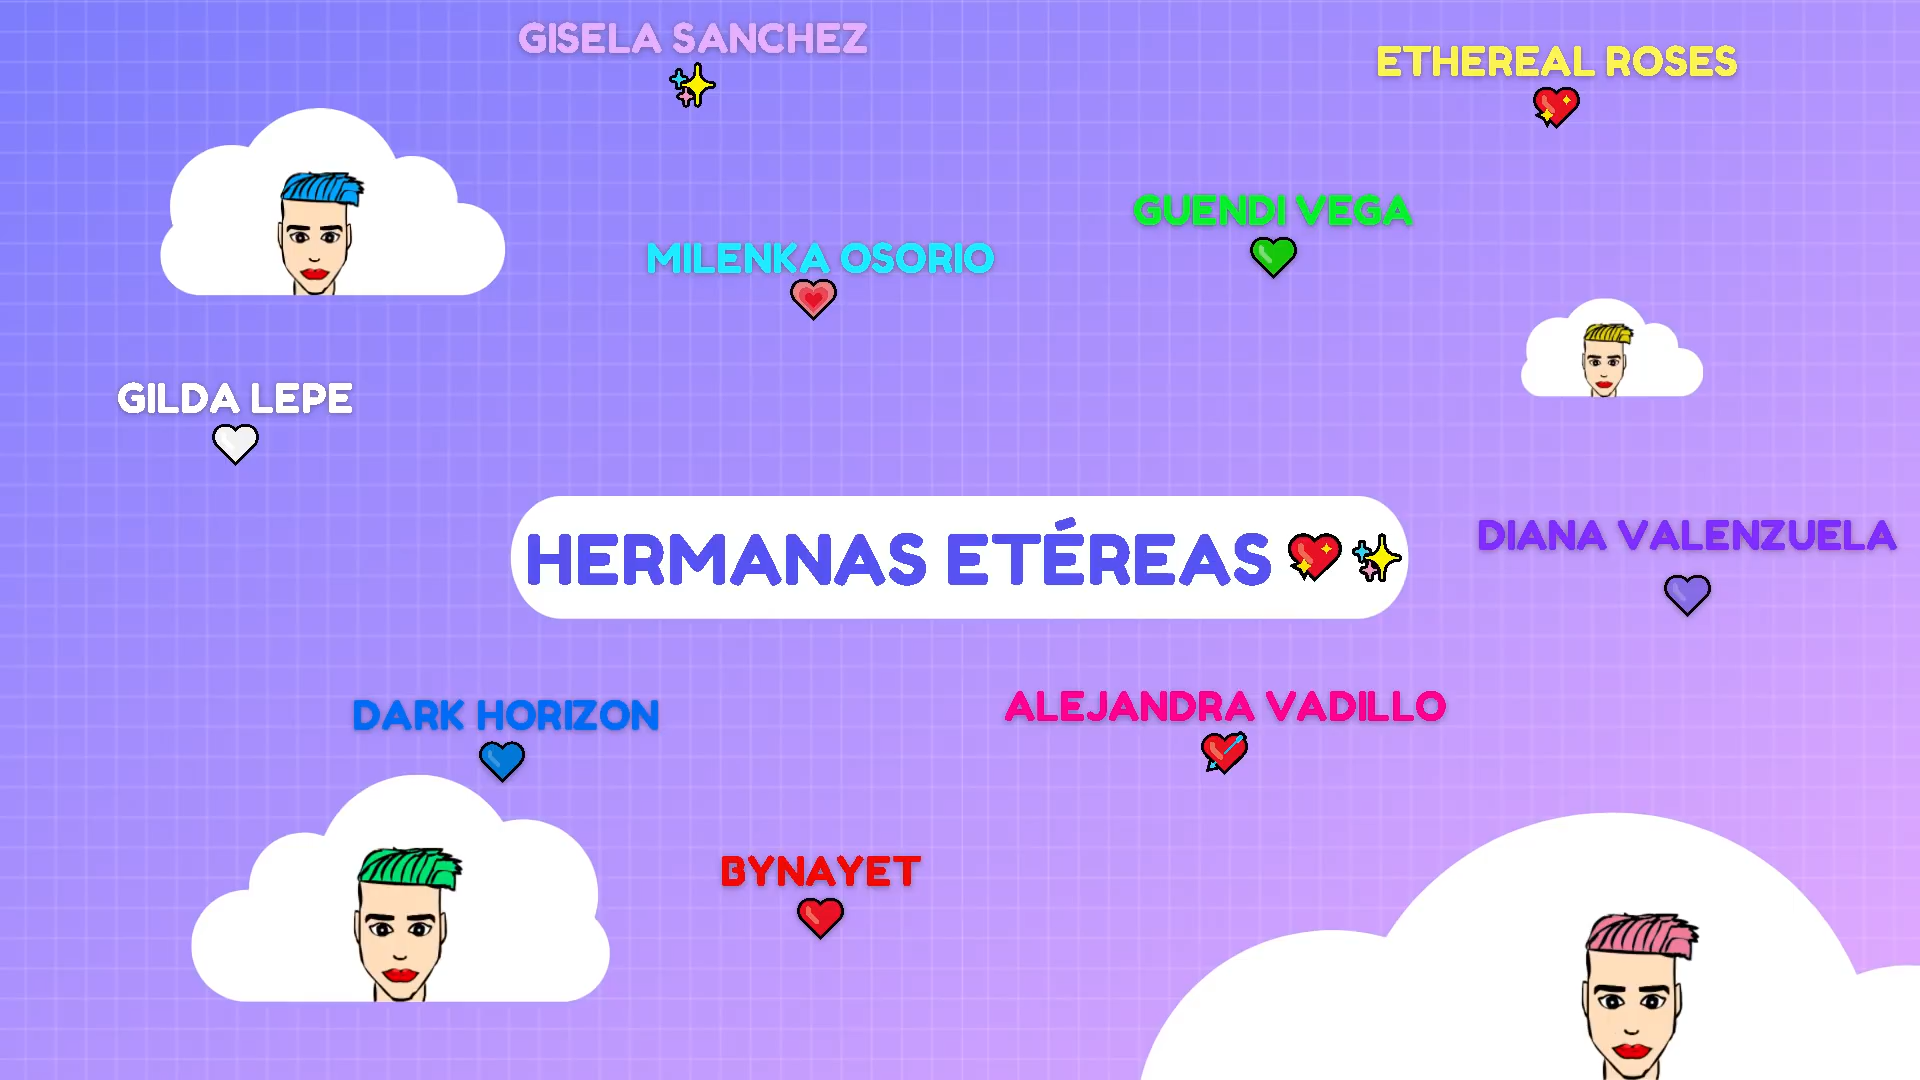 GISELA SANCHEZ
ETHEREAL ROSES
GUENDI VEGA
MILENKA OSORIO
GILDA LEPE
HERMANAS ETÉREAS 💖✨
DIANA VALENZUELA
DARK HORIZON
ALEJANDRA VADILLO
BYNAYET